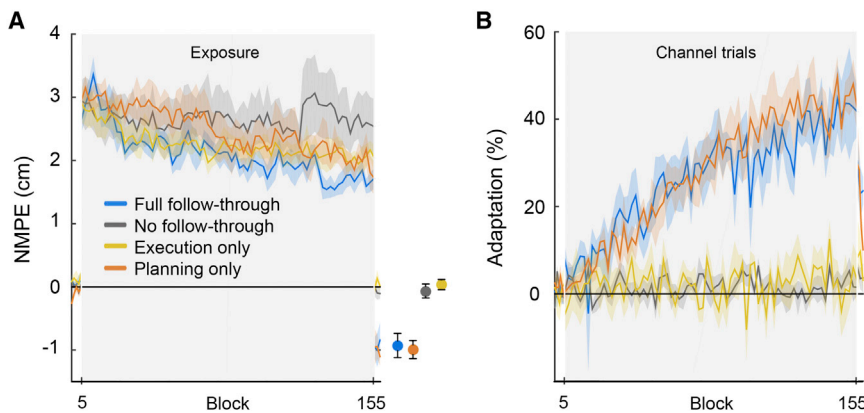 A
4
3
2
1
0
-1
NMPE (cm)
Exposure
Full follow-through
No follow-through
Execution only
Planning only
5
Block
155
B
60
40
20
0
Adaptation (%)
Channel trials
5
Block
155